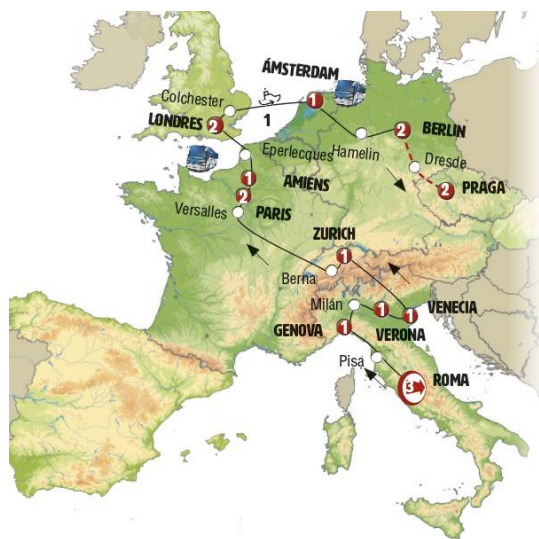 ÁMSTERDAM
1
Colchester
LONDRES
2
1
2
BERLIN
Hamelin
Eperlecques
Dresde
1
AMIENS
2
PRAGA
2
Versalles
PARIS
ZURICH
1
Berna
Milán
VENECIA
1
1
GENOVA
1
VERONA
Pisa
3
ROMA